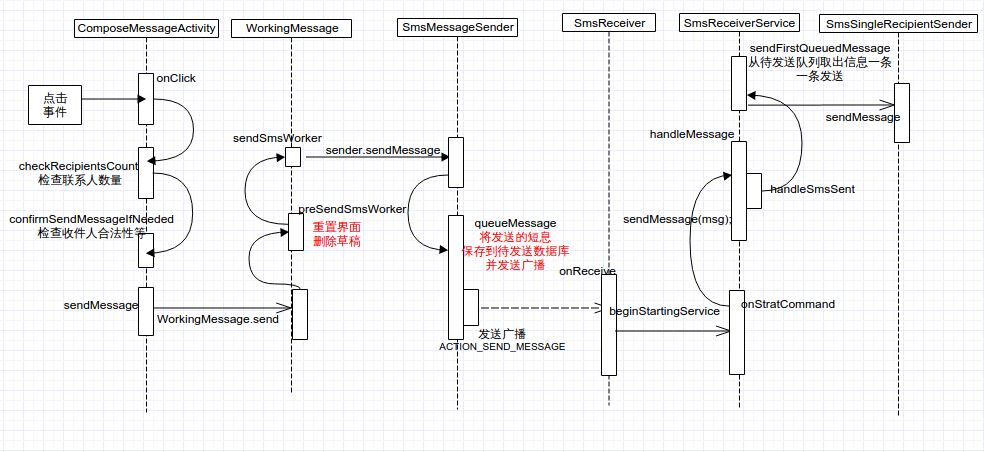 ComposeMessageActivity
WorkingMessage
SmsMessageSender
SmsReceiver
SmsReceiverService
SmsSingleRecipientSender
点击
事件
onClick
checkRecipientsCount
检查联系人数量
confirmSendMessageIfNeeded
检查收件人合法性等
sendMessage
WorkingMessage.send
sendSmsWorker
preSendSmsWorker
重置界面
删除草稿
sender.sendMessage
queueMessage
将发送的短息
保存到待发送数据库
并发送广播
发送广播
ACTION_SEND_MESSAGE
onReceive
beginStartingService
sendFirstQueuedMessage
从待发送队列取出信息一条
一条发送
sendMessage
handleMessage
handleSmsSent
sendMessage(msg);
onStratCommand